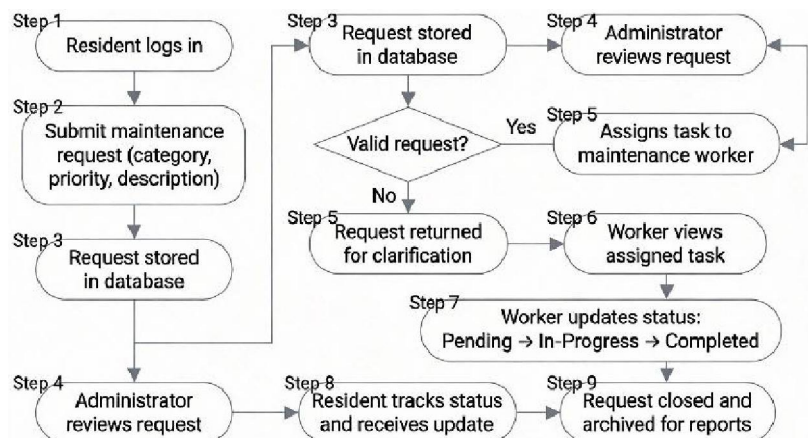 Step 1
Resident logs in
Step 2
Submit maintenance
request (category,
priority, description)
Step 3
Request stored
in database
Step 4
Administrator
reviews request
Step 3
Request stored
in database
Step 4
Administrator
reviews request
Valid request?
Yes
Step 5
Assigns task to
maintenance worker
No
Step 5
Request returned
for clarification
Step 6
Worker views
assigned task
Step 7
Worker updates status:
Pending → In-Progress → Completed
Step 8
Resident tracks status
and receives update
Step 9
Request closed and
archived for reports